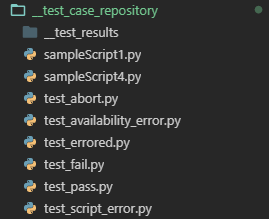 __test_case_repository
__test_results
sampleScript1.py
sampleScript4.py
test_abort.py
test_availability_error.py
test_errored.py
test_fail.py
test_pass.py
test_script_error.py